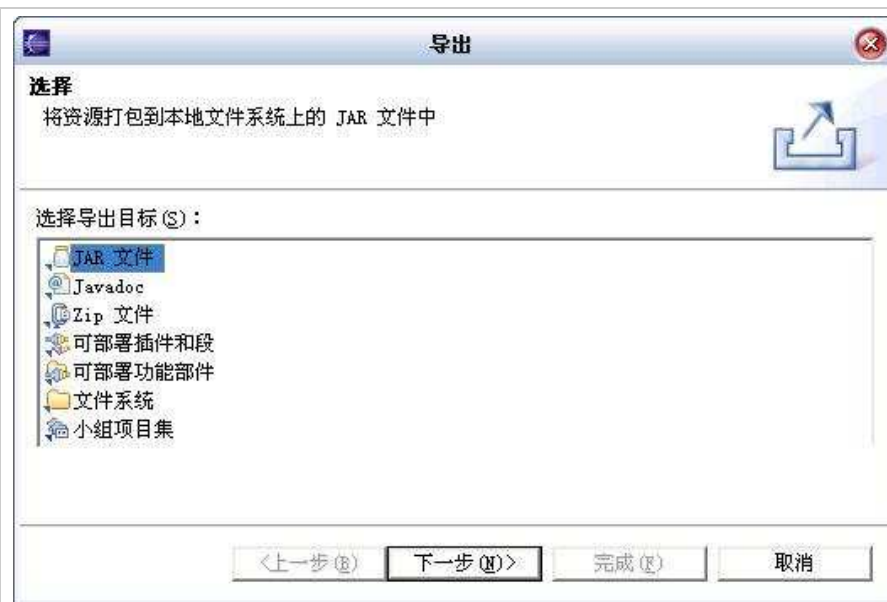 导出
选择
将资源打包到本地文件系统上的 JAR 文件中
选择导出目标(S):
JAR 文件
Javadoc
Zip 文件
可部署插件和段
可部署功能部件
文件系统
小组项目集
<上一步(B) 下一步(N)> 完成(F) 取消